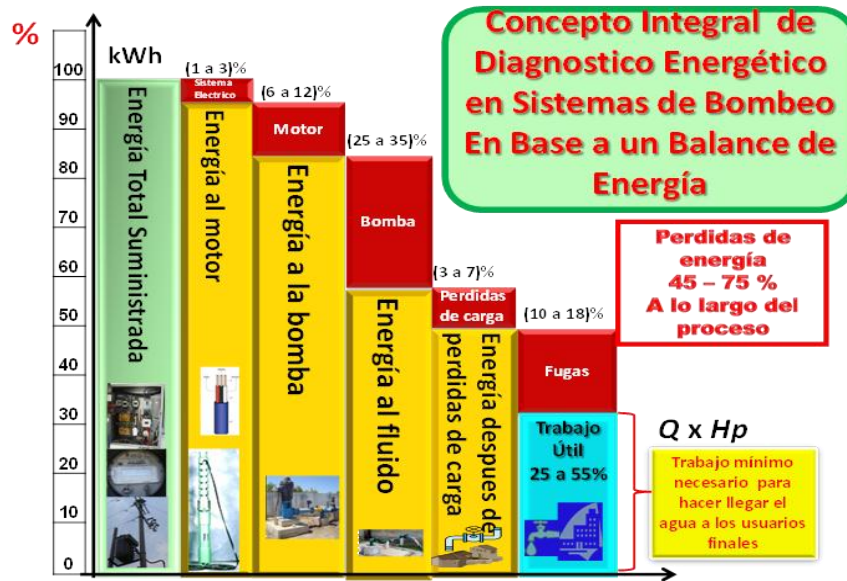 Concepto Integral de
Diagnostico Energético
en Sistemas de Bombeo
En Base a un Balance de
Energía
%
kWh
100
90
80
70
60
50
40
30
20
10
0
Energía Total Suministrada
(1 a 3)%
Sistema
Electrico
Energía al motor
(6 a 12)%
Motor
Energía a la bomba
(25 a 35)%
Bomba
Energía al fluido
(3 a 7)%
Perdidas
de carga
Energía despues de
perdidas de carga
(10 a 18)%
Fugas
Trabajo
Útil
25 a 55%
Perdidas de
energía
45 – 75 %
A lo largo del
proceso
Q x Hp
Trabajo mínimo
necesario para
hacer llegar el
agua a los usuarios
finales